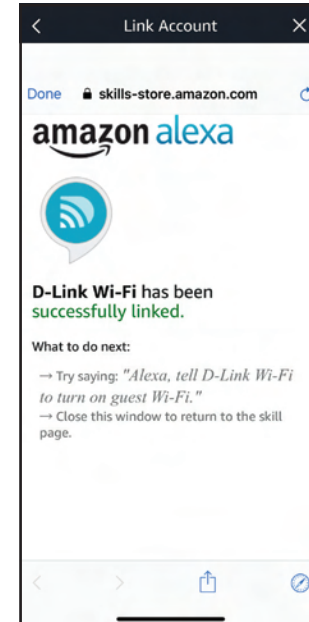 Link Account
Done skills-store.amazon.com
amazon alexa
D-Link Wi-Fi has been
successfully linked.
What to do next:
→ Try saying: "Alexa, tell D-Link Wi-Fi
to turn on guest Wi-Fi."
→ Close this window to return to the skill
page.